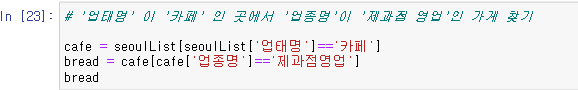 In [23]:
# '업태명' 이 '카페' 인 곳에서 '업종명'이 '제과점 영업'인 가게 찾기
cafe = seoulList[seoulList['업태명']=='카페']
bread = cafe[cafe['업종명']=='제과점영업']
bread